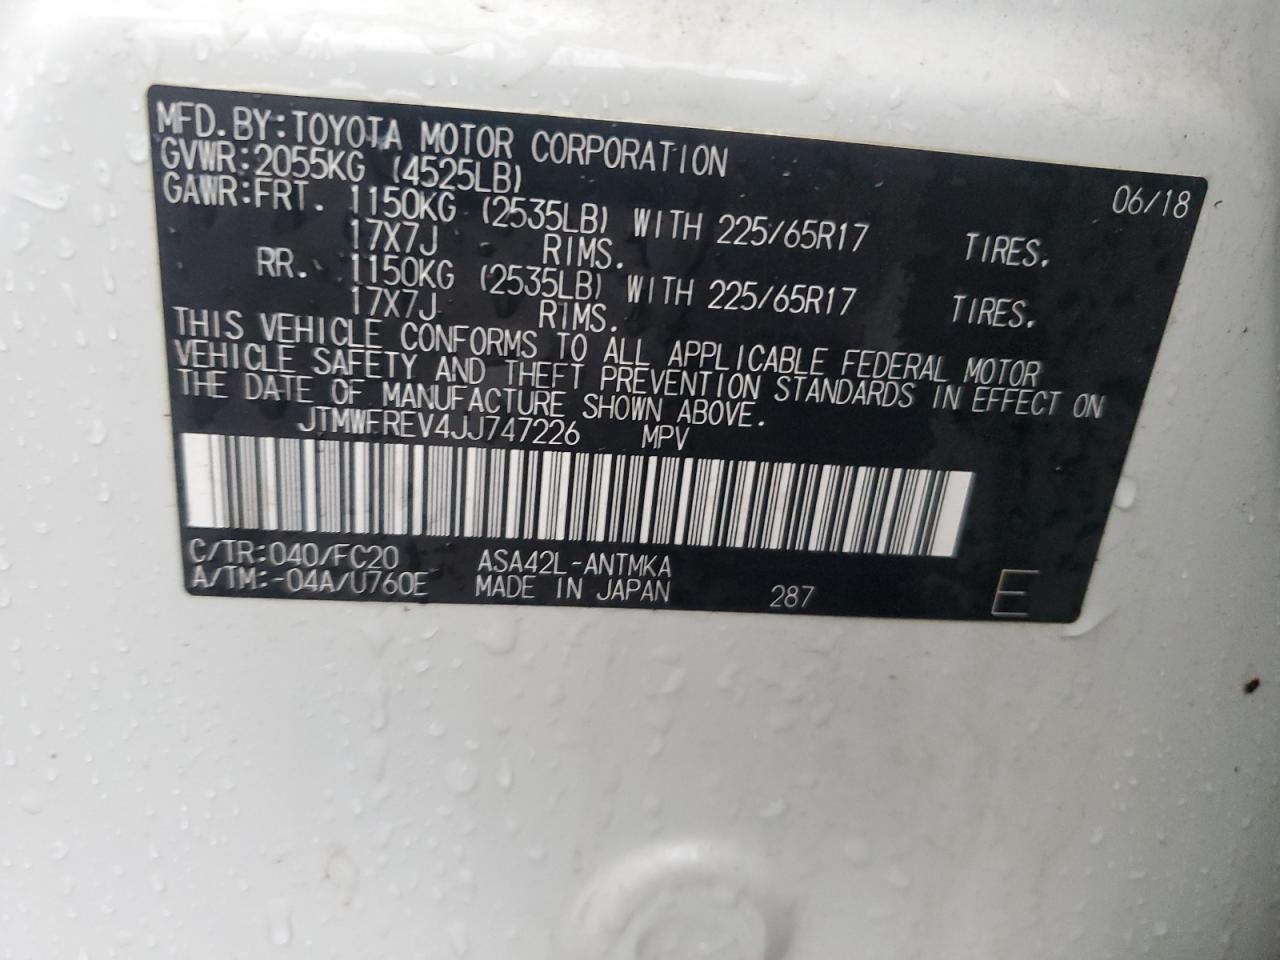 MFD.BY:TOYOTA MOTOR CORPORATION 06/18
GVWR:2055KG (4525LB)
GAWR:FRT. 1150KG (2535LB) WITH 225/65R17 TIRES.
17X7J RIMS.
RR. 1150KG (2535LB) WITH 225/65R17 TIRES.
17X7J RIMS.
THIS VEHICLE CONFORMS TO ALL APPLICABLE FEDERAL MOTOR
VEHICLE SAFETY AND THEFT PREVENTION STANDARDS IN EFFECT ON
THE DATE OF MANUFACTURE SHOWN ABOVE.
JTMWFREV4JJ747226 MPV
C/TR:040/FC20 ASA42L-ANTMKA
A/TM:-04A/U760E MADE IN JAPAN 287 E